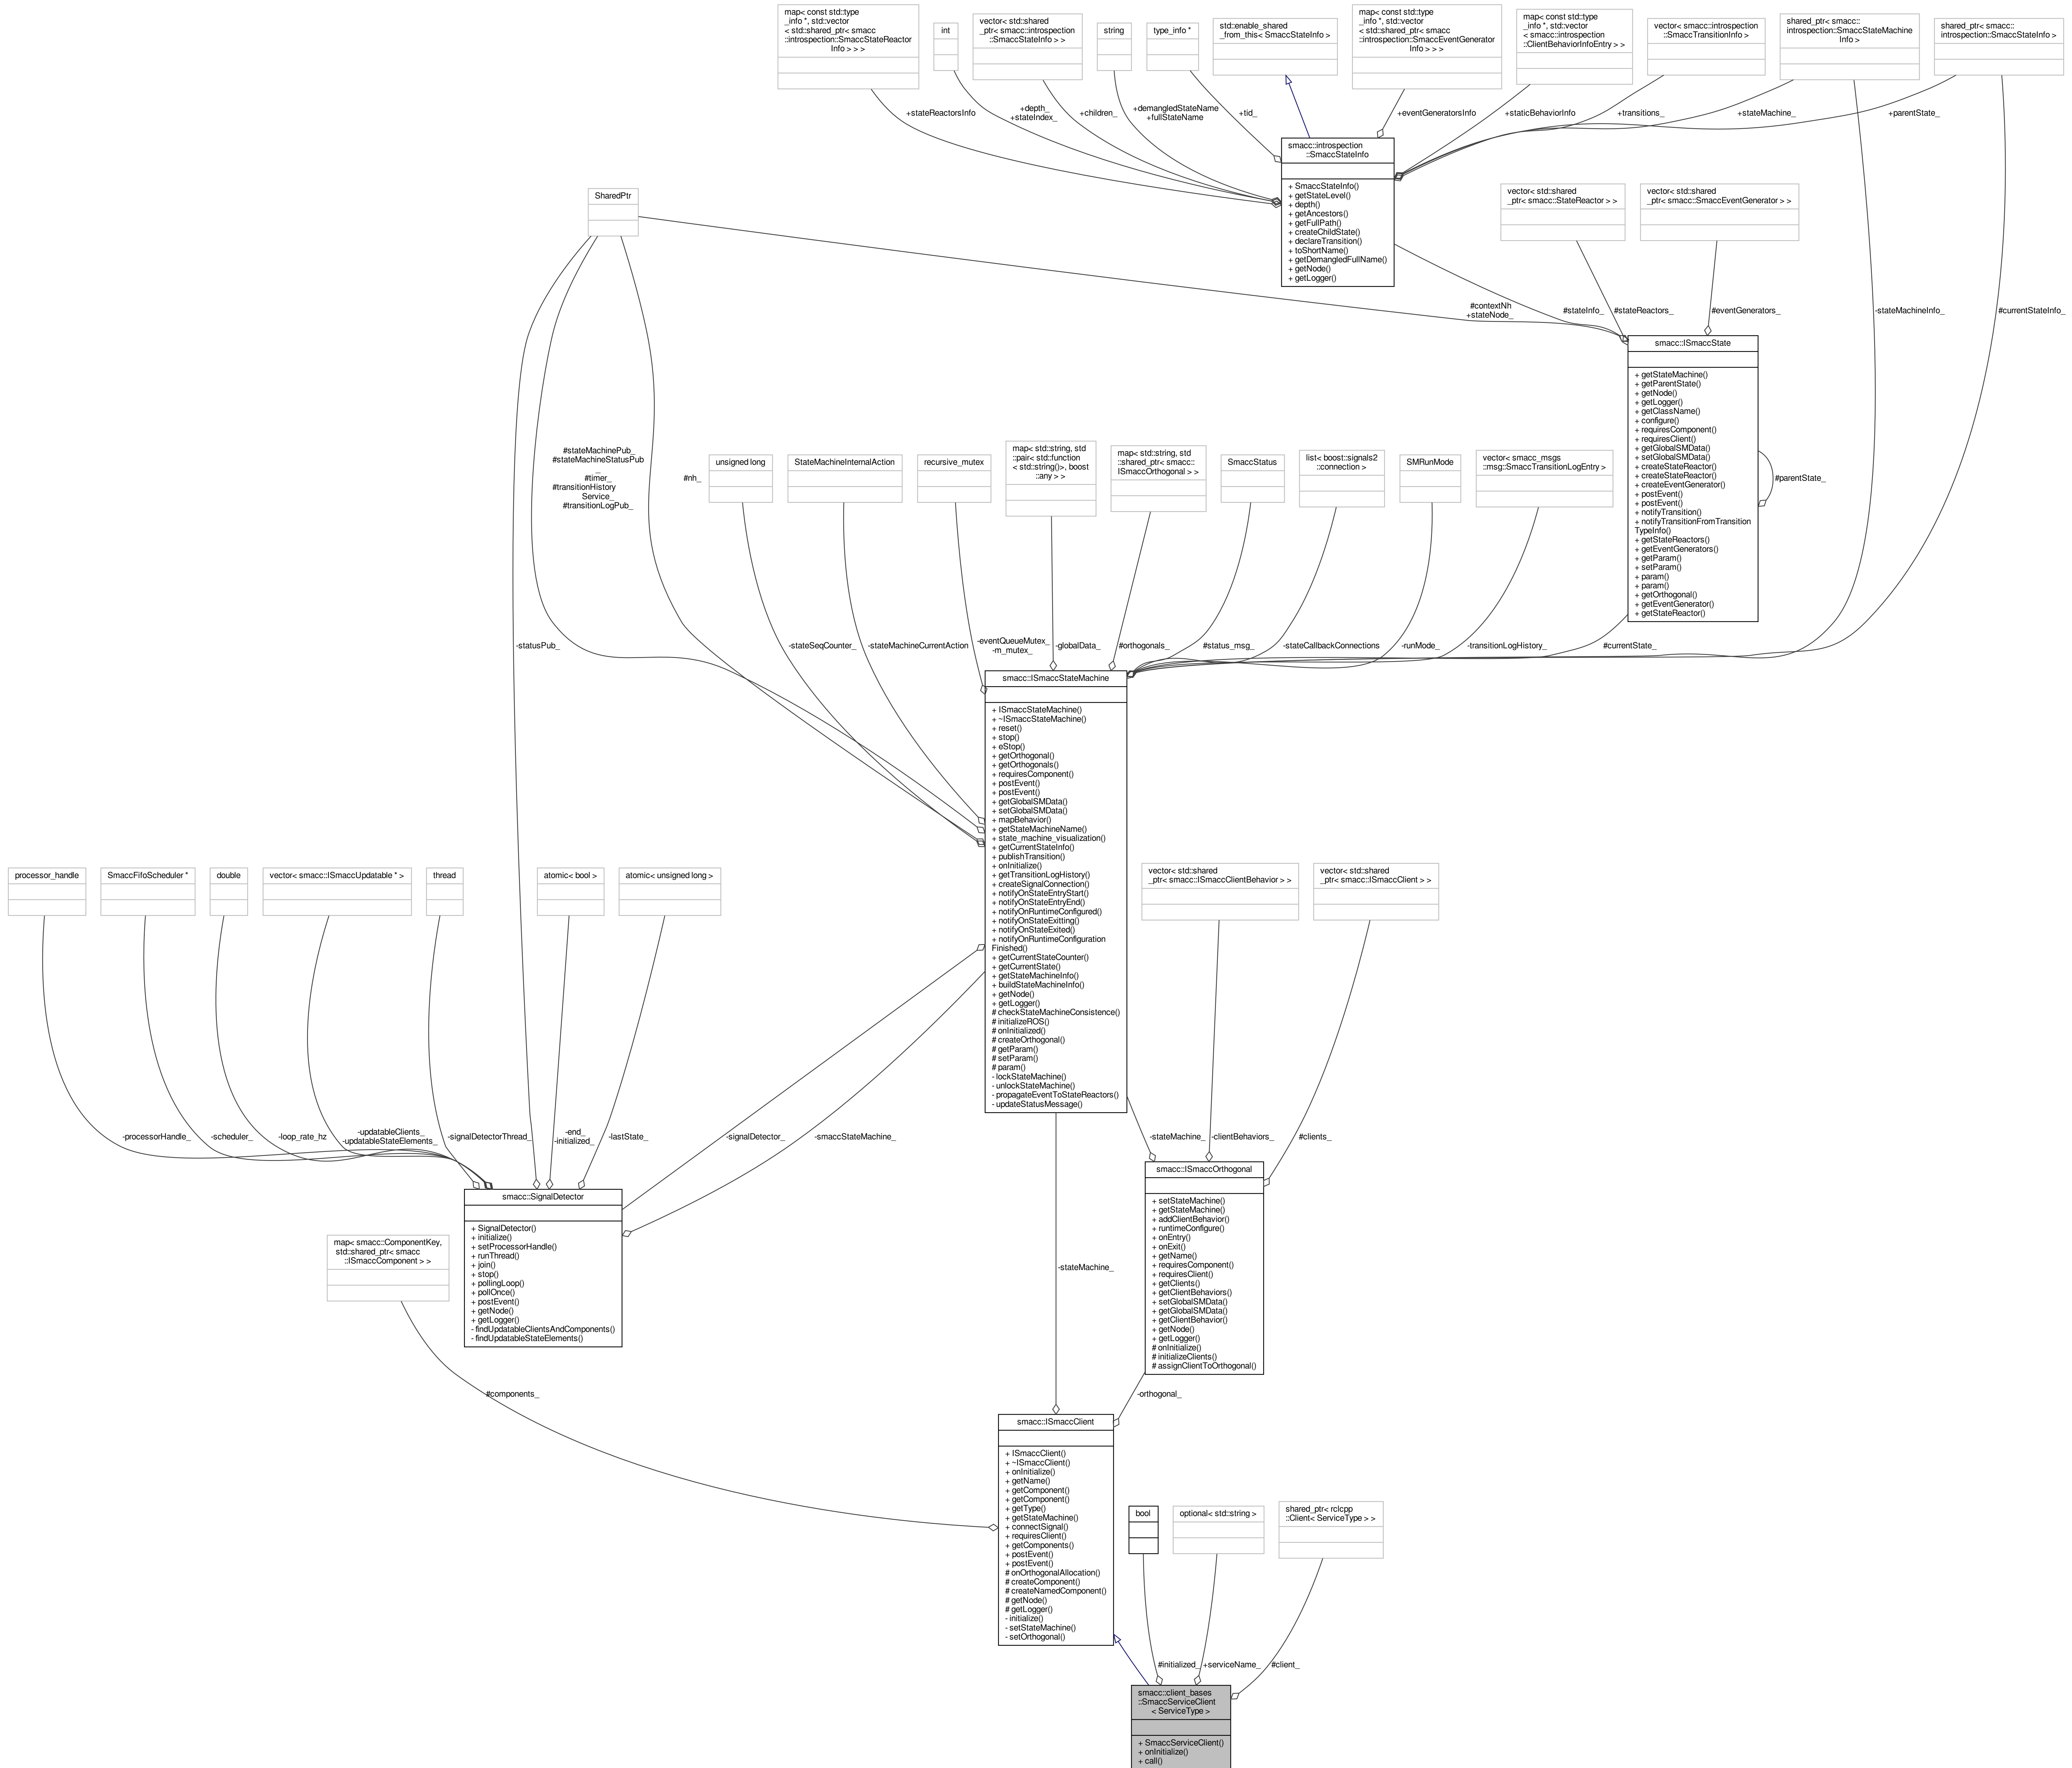 map< const std::type
_info *, std::vector
< std::shared_ptr< smacc
::introspection::SmaccStateReactor
Info > > >
int
vector< std::shared
_ptr< smacc::introspection
::SmaccStateInfo > >
string
type_info *
std::enable_shared
_from_this< SmaccStateInfo >
map< const std::type
_info *, std::vector
< std::shared_ptr< smacc
::introspection::SmaccEventGenerator
Info > > >
map< const std::type
_info *, std::vector
< smacc::introspection
::ClientBehaviorInfoEntry > >
vector< smacc::introspection
::SmaccTransitionInfo >
shared_ptr< smacc::
introspection::SmaccStateMachine
Info >
shared_ptr< smacc::
introspection::SmaccStateInfo >
+stateReactorsInfo
+depth_
+stateIndex_
+children_
+demangledStateName
+fullStateName
+tid_
+eventGeneratorsInfo
+staticBehaviorInfo
+transitions_
+stateMachine_
+parentState_
smacc::introspection
::SmaccStateInfo
+ SmaccStateInfo()
+ getStateLevel()
+ depth()
+ getAncestors()
+ getFullPath()
+ createChildState()
+ declareTransition()
+ toShortName()
+ getDemangledFullName()
+ getNode()
+ getLogger()
SharedPtr
vector< std::shared
_ptr< smacc::StateReactor > >
vector< std::shared
_ptr< smacc::SmaccEventGenerator > >
#contextNh
+stateNode_
#stateInfo_
#stateReactors_
#eventGenerators_
-stateMachineInfo_
#currentStateInfo_
smacc::ISmaccState
+ getStateMachine()
+ getParentState()
+ getNode()
+ getLogger()
+ getClassName()
+ configure()
+ requiresComponent()
+ requiresClient()
+ getGlobalSMData()
+ setGlobalSMData()
+ createStateReactor()
+ createStateReactor()
+ createEventGenerator()
+ postEvent()
+ postEvent()
+ notifyTransition()
+ notifyTransitionFromTransition
TypeInfo()
+ getStateReactors()
+ getEventGenerators()
+ getParam()
+ setParam()
+ param()
+ param()
+ getOrthogonal()
+ getEventGenerator()
+ getStateReactor()
#parentState_
#stateMachinePub_
#stateMachineStatusPub
_
#timer_
#transitionHistory
Service_
#transitionLogPub_
#nh_
unsigned long
StateMachineInternalAction
recursive_mutex
map< std::string, std
::pair< std::function
< std::string()>, boost
::any > >
map< std::string, std
::shared_ptr< smacc::
ISmaccOrthogonal > >
SmaccStatus
list< boost::signals2
::connection >
SMRunMode
vector< smacc_msgs
::msg::SmaccTransitionLogEntry >
-statusPub_
-stateSeqCounter_
-stateMachineCurrentAction
-eventQueueMutex_
-m_mutex_
-globalData_
#orthogonals_
#status_msg_
-stateCallbackConnections
-runMode_
-transitionLogHistory_
#currentState_
smacc::ISmaccStateMachine
+ ISmaccStateMachine()
+ ~ISmaccStateMachine()
+ reset()
+ stop()
+ eStop()
+ getOrthogonal()
+ getOrthogonals()
+ requiresComponent()
+ postEvent()
+ postEvent()
+ getGlobalSMData()
+ setGlobalSMData()
+ mapBehavior()
+ getStateMachineName()
+ state_machine_visualization()
+ getCurrentStateInfo()
+ publishTransition()
+ onInitialize()
+ getTransitionLogHistory()
+ createSignalConnection()
+ notifyOnStateEntryStart()
+ notifyOnStateEntryEnd()
+ notifyOnRuntimeConfigured()
+ notifyOnStateExitting()
+ notifyOnStateExited()
+ notifyOnRuntimeConfiguration
Finished()
+ getCurrentStateCounter()
+ getCurrentState()
+ getStateMachineInfo()
+ buildStateMachineInfo()
+ getNode()
+ getLogger()
# checkStateMachineConsistence()
# initializeROS()
# onInitialized()
# createOrthogonal()
# getParam()
# setParam()
# param()
- lockStateMachine()
- unlockStateMachine()
- propagateEventToStateReactors()
- updateStatusMessage()
processor_handle
SmaccFifoScheduler *
double
vector< smacc::ISmaccUpdatable * >
thread
atomic< bool >
atomic< unsigned long >
vector< std::shared
_ptr< smacc::ISmaccClientBehavior > >
vector< std::shared
_ptr< smacc::ISmaccClient > >
-processorHandle_
-scheduler_
-loop_rate_hz
-updatableClients_
-updatableStateElements_
-signalDetectorThread_
-end_
-initialized_
-lastState_
-signalDetector_
-smaccStateMachine_
-stateMachine_
-clientBehaviors_
#clients_
smacc::SignalDetector
+ SignalDetector()
+ initialize()
+ setProcessorHandle()
+ runThread()
+ join()
+ stop()
+ pollingLoop()
+ pollOnce()
+ postEvent()
+ getNode()
+ getLogger()
- findUpdatableClientsAndComponents()
- findUpdatableStateElements()
smacc::ISmaccOrthogonal
+ setStateMachine()
+ getStateMachine()
+ addClientBehavior()
+ runtimeConfigure()
+ onEntry()
+ onExit()
+ getName()
+ requiresComponent()
+ requiresClient()
+ getClients()
+ getClientBehaviors()
+ setGlobalSMData()
+ getGlobalSMData()
+ getClientBehavior()
+ getNode()
+ getLogger()
# onInitialize()
# initializeClients()
# assignClientToOrthogonal()
map< smacc::ComponentKey,
std::shared_ptr< smacc
::ISmaccComponent > >
-stateMachine_
#components_
-orthogonal_
smacc::ISmaccClient
+ ISmaccClient()
+ ~ISmaccClient()
+ onInitialize()
+ getName()
+ getComponent()
+ getComponent()
+ getType()
+ getStateMachine()
+ connectSignal()
+ requiresClient()
+ getComponents()
+ postEvent()
+ postEvent()
# onOrthogonalAllocation()
# createComponent()
# createNamedComponent()
# getNode()
# getLogger()
- initialize()
- setStateMachine()
- setOrthogonal()
bool
optional< std::string >
shared_ptr< rclcpp
::Client< ServiceType > >
#initialized_
+serviceName_
#client_
smacc::client_bases
::SmaccServiceClient
< ServiceType >
+ SmaccServiceClient()
+ onInitialize()
+ call()